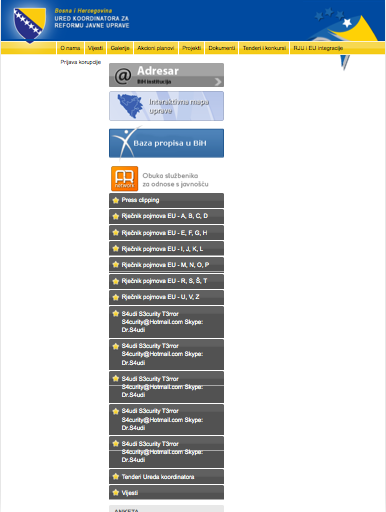 Bosna i Hercegovina
URED KOORDINATORA ZA
REFORMU JAVNE UPRAVE
O nama Vijesti Galerija Akcioni planovi Projekti Dokumenti Tenderi i konkursi RJU i EU integracije
Prijava korupcije
@ Adresar
BiH institucija
Interaktivna mapa
uprave
Baza propisa u BiH
PR
network
Obuka službenika
za odnose s javnošću
Press clipping
Rječnik pojmova EU - A, B, C, D
Rječnik pojmova EU - E, F, G, H
Rječnik pojmova EU - I, J, K, L
Rječnik pojmova EU - M, N, O, P
Rječnik pojmova EU - R, S, Š, T
Rječnik pojmova EU - U, V, Z
S4udi S3curity T3rror
S4curity@Hotmail.com Skype:
Dr.S4udi
S4udi S3curity T3rror
S4curity@Hotmail.com Skype:
Dr.S4udi
S4udi S3curity T3rror
S4curity@Hotmail.com Skype:
Dr.S4udi
S4udi S3curity T3rror
S4curity@Hotmail.com Skype:
Dr.S4udi
S4udi S3curity T3rror
S4curity@Hotmail.com Skype:
Dr.S4udi
Tenderi Ureda koordinatora
Vijesti
ANKETA